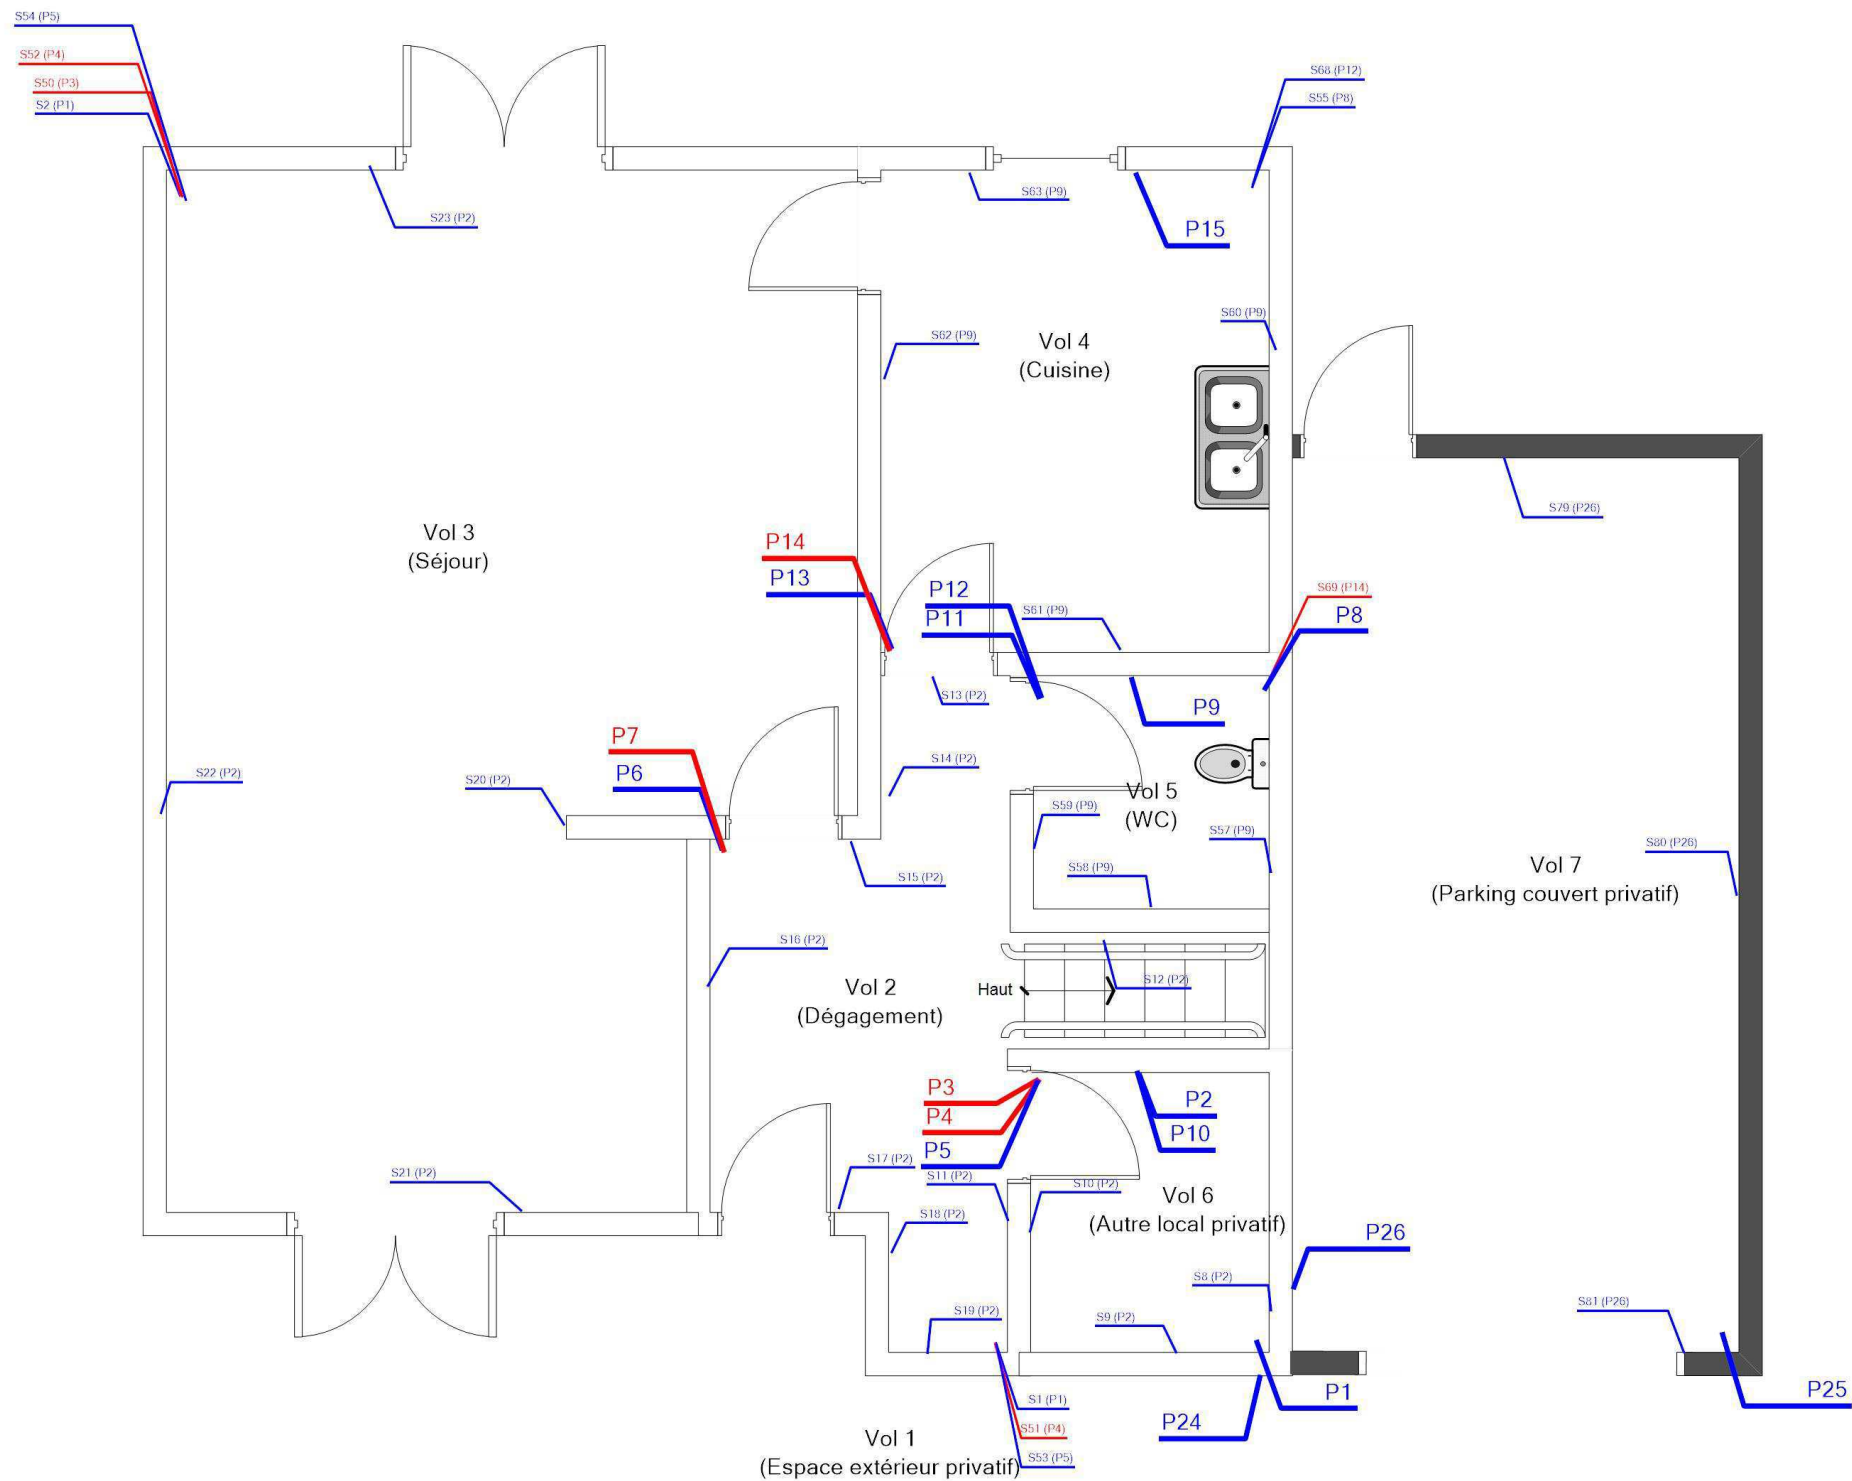 S54 (P5)
S52 (P4)
S50 (P3)
S2 (P1)
S68 (P12)
S55 (P8)
S63 (P9)
S23 (P2)
P15
S60 (P9)
S62 (P9)
Vol 4
(Cuisine)
S79 (P26)
Vol 3
(Séjour)
P14
P13
P12
P11
S61 (P9)
S69 (P14)
P8
S13 (P2)
P9
P7
P6
S14 (P2)
S22 (P2)
S20 (P2)
Vol 5
(WC)
S59 (P9)
S57 (P9)
S58 (P9)
S15 (P2)
S80 (P26)
Vol 7
(Parking couvert privatif)
S16 (P2)
Vol 2
(Dégagement)
Haut
S12 (P2)
P3
P4
P5
P2
P10
S17 (P2)
S11 (P2)
S10 (P2)
S21 (P2)
S18 (P2)
Vol 6
(Autre local privatif)
P26
S8 (P2)
S19 (P2)
S9 (P2)
S81 (P26)
S1 (P1)
S51 (P4)
S53 (P5)
P1
P24
P25
Vol 1
(Espace extérieur privatif)